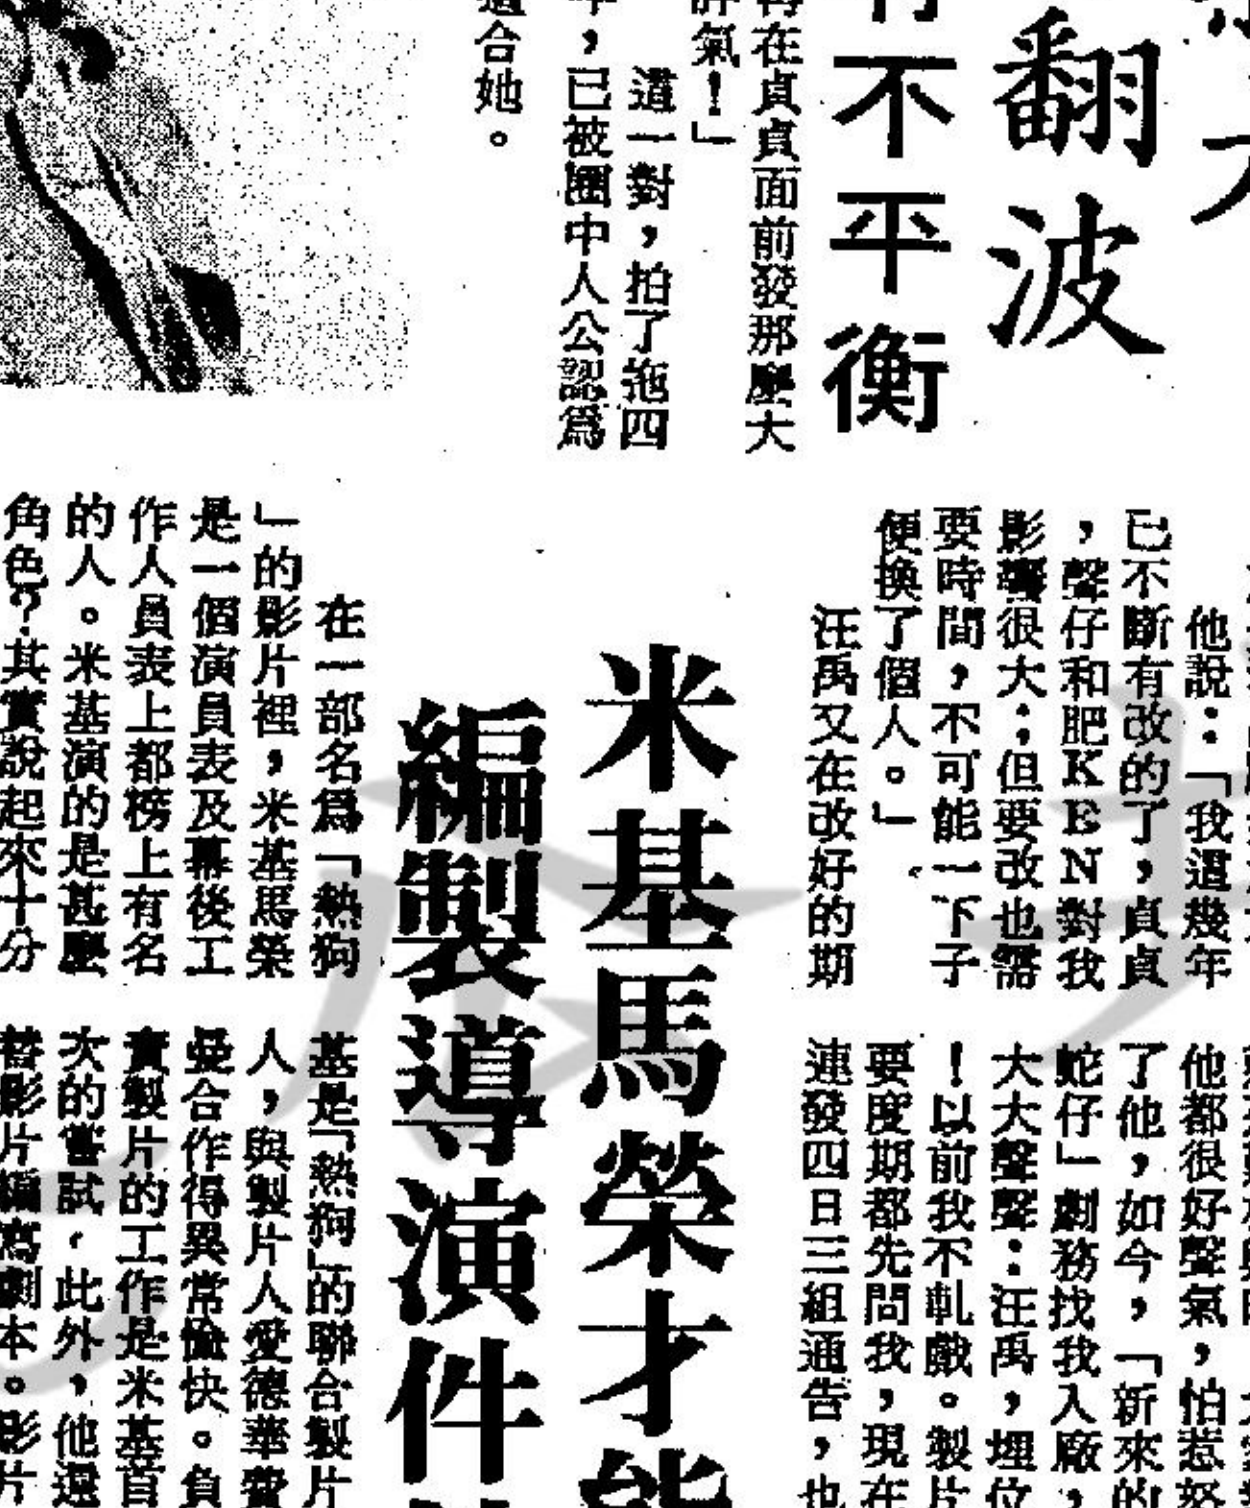 翻波
不平衡
在貞貞面前發那麼大
氣！」
這一對，拍了拖四
，已被圈中人公認爲
合她。
他說：「我這幾年
已不斷有改的了，貞貞
，聲仔和肥KEN對我
影響很大；但要改也需
要時間，不可能一下子
便換了個人。」
汪禹又在改好的期
他都很好聲氣，怕惹怒
了他，如今，「新來的
蛇仔」劇務找我入廠，
大大聲聲：汪禹，埋位
！以前我不軋戲。製片
要度期都先問我，現在
連發四日三組通告，也
米基馬榮才能
編製導演件
在一部名爲「熱狗
」的影片裡，米基馬榮
是一個演員表及幕後工
作人員表上都榜上有名
的人。米基演的是甚麼
角色？其實說起來十分
基是「熱狗」的聯合製片
人，與製片人愛德華費
曼合作得異常愉快。負
責製片的工作是米基首
次的嘗試，此外，他還
替影片編寫劇本。影片